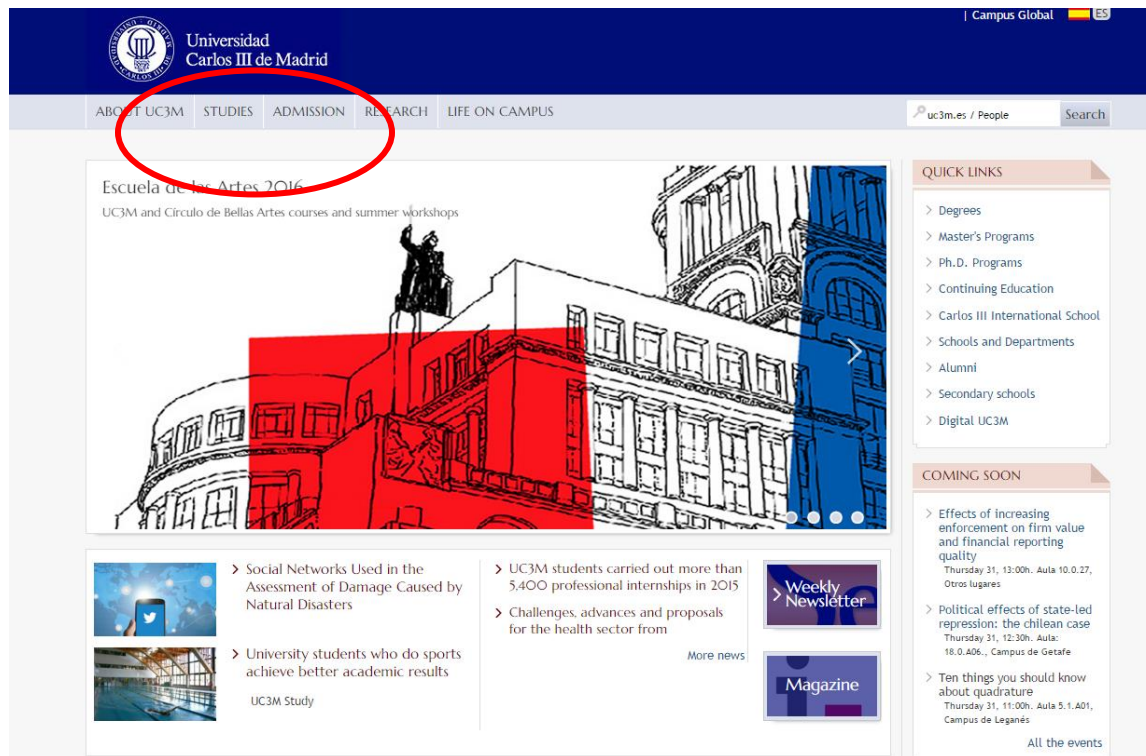 | Campus Global ES
UNIVERSIDAD · CARLOS III · DE MADRID
Universidad
Carlos III de Madrid
ABOUT UC3M STUDIES ADMISSION RESEARCH LIFE ON CAMPUS
uc3m.es / People Search
Escuela de las Artes 2016
UC3M and Círculo de Bellas Artes courses and summer workshops
QUICK LINKS
> Degrees
> Master's Programs
> Ph.D. Programs
> Continuing Education
> Carlos III International School
> Schools and Departments
> Alumni
> Secondary schools
> Digital UC3M
COMING SOON
> Effects of increasing
enforcement on firm value
and financial reporting
quality
Thursday 31, 13:00h. Aula 10.0.27,
Otros lugares
> Political effects of state-led
repression: the chilean case
Thursday 31, 12:30h. Aula:
18.0.A06., Campus de Getafe
> Ten things you should know
about quadrature
Thursday 31, 11:00h. Aula 5.1.A01,
Campus de Leganés
All the events
> Social Networks Used in the
Assessment of Damage Caused by
Natural Disasters
> University students who do sports
achieve better academic results
UC3M Study
> UC3M students carried out more than
5.400 professional internships in 2015
> Challenges, advances and proposals
for the health sector from
More news
> Weekly
Newsletter
Magazine